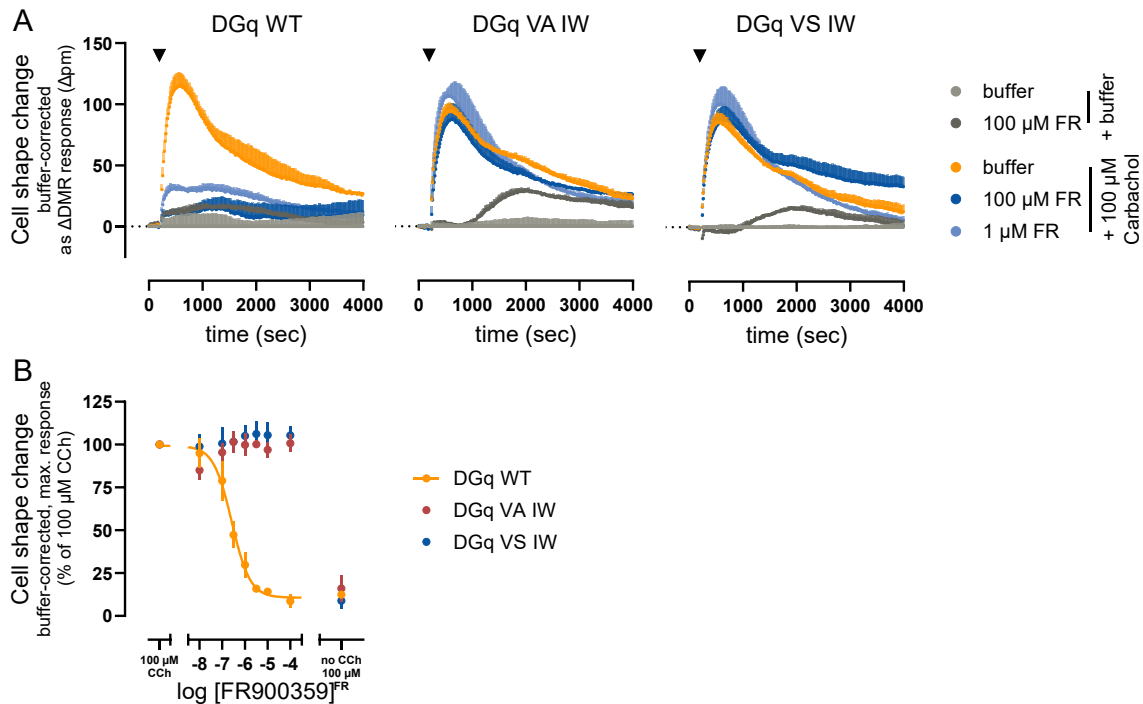 A
DGq WT
DGq VA IW
DGq VS IW
Cell shape change
buffer-corrected
as ΔDMR response (Δpm)
150
100
50
0
0 1000 2000 3000 4000
time (sec)
0 1000 2000 3000 4000
time (sec)
0 1000 2000 3000 4000
time (sec)
buffer
100 µM FR
+ buffer
buffer
100 µM FR
1 µM FR
+ 100 µM
Carbachol
B
Cell shape change
buffer-corrected, max. response
(% of 100 µM CCh)
125
100
75
50
25
0
100 µM
CCh
-8 -7 -6 -5 -4
no CCh
100 µM
FR
log [FR900359]
DGq WT
DGq VA IW
DGq VS IW